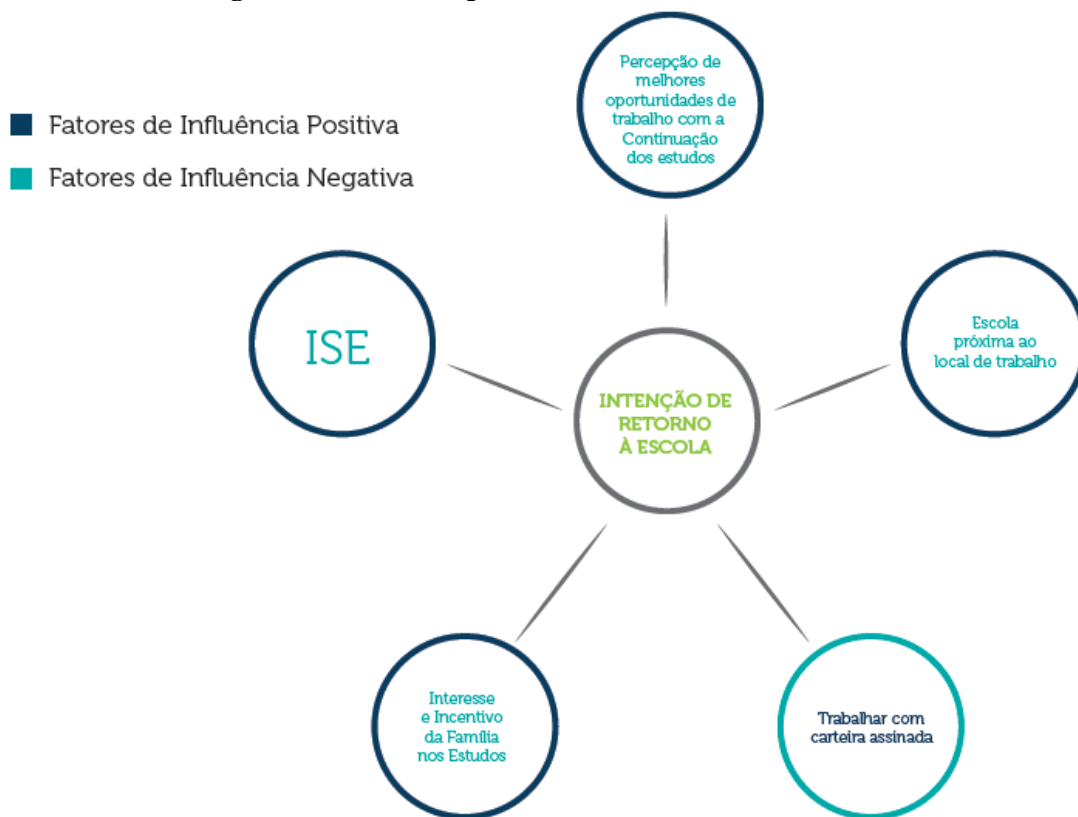 Percepção de
melhores
oportunidades de
trabalho com a
Continuação
dos estudos
Fatores de Influência Positiva
Fatores de Influência Negativa
ISE
Escola
próxima ao
local de trabalho
INTENÇÃO DE
RETORNO
À ESCOLA
Interesse
e Incentivo
da Família
nos Estudos
Trabalhar com
carteira assinada